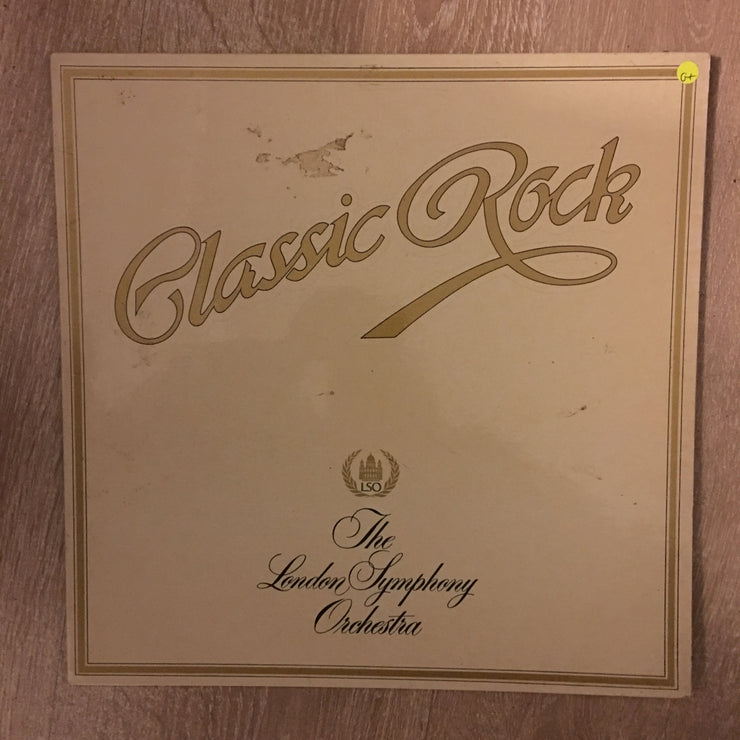 G+
Classic Rock
LSO
The
London Symphony
Orchestra